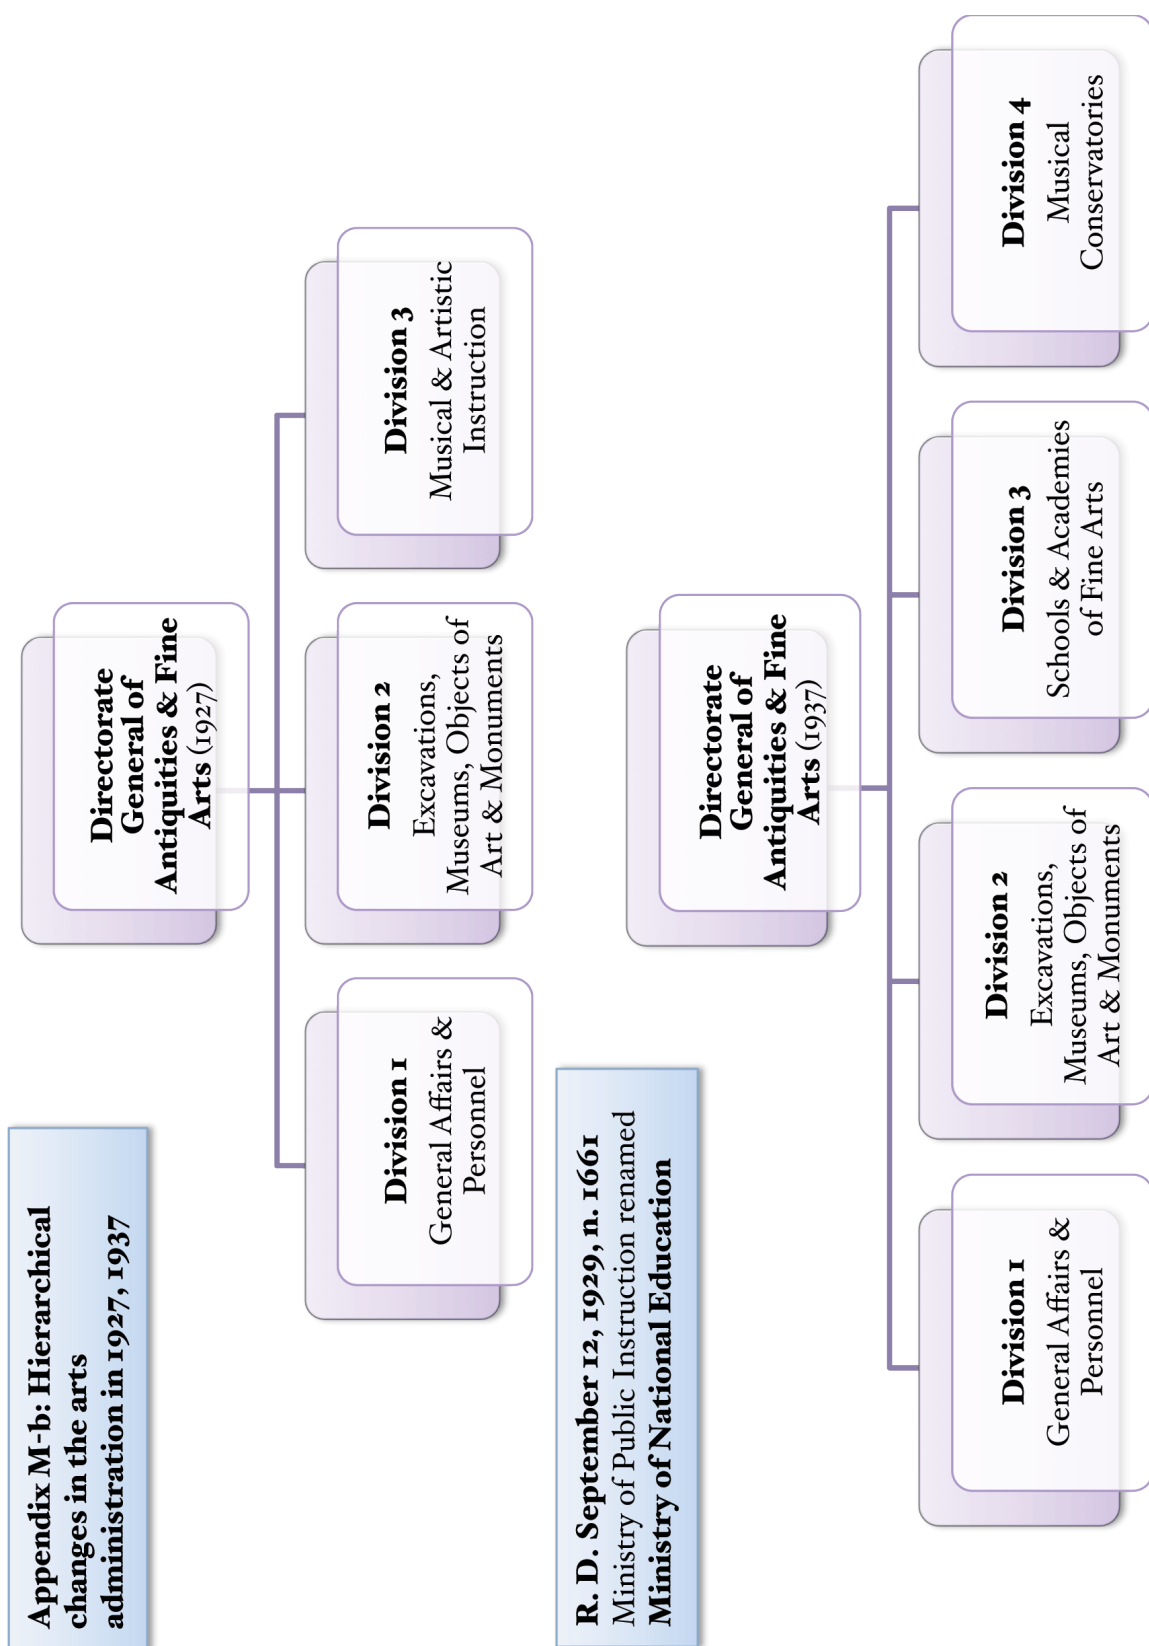 Appendix M-b: Hierarchical
changes in the arts
administration in 1927, 1937
Directorate
General of
Antiquities & Fine
Arts (1927)
Division 1
General Affairs &
Personnel
Division 2
Excavations,
Museums, Objects of
Art & Monuments
Division 3
Musical & Artistic
Instruction
R. D. September 12, 1929, n. 1661
Ministry of Public Instruction renamed
Ministry of National Education
Directorate
General of
Antiquities & Fine
Arts (1937)
Division 1
General Affairs &
Personnel
Division 2
Excavations,
Museums, Objects of
Art & Monuments
Division 3
Schools & Academies
of Fine Arts
Division 4
Musical
Conservatories